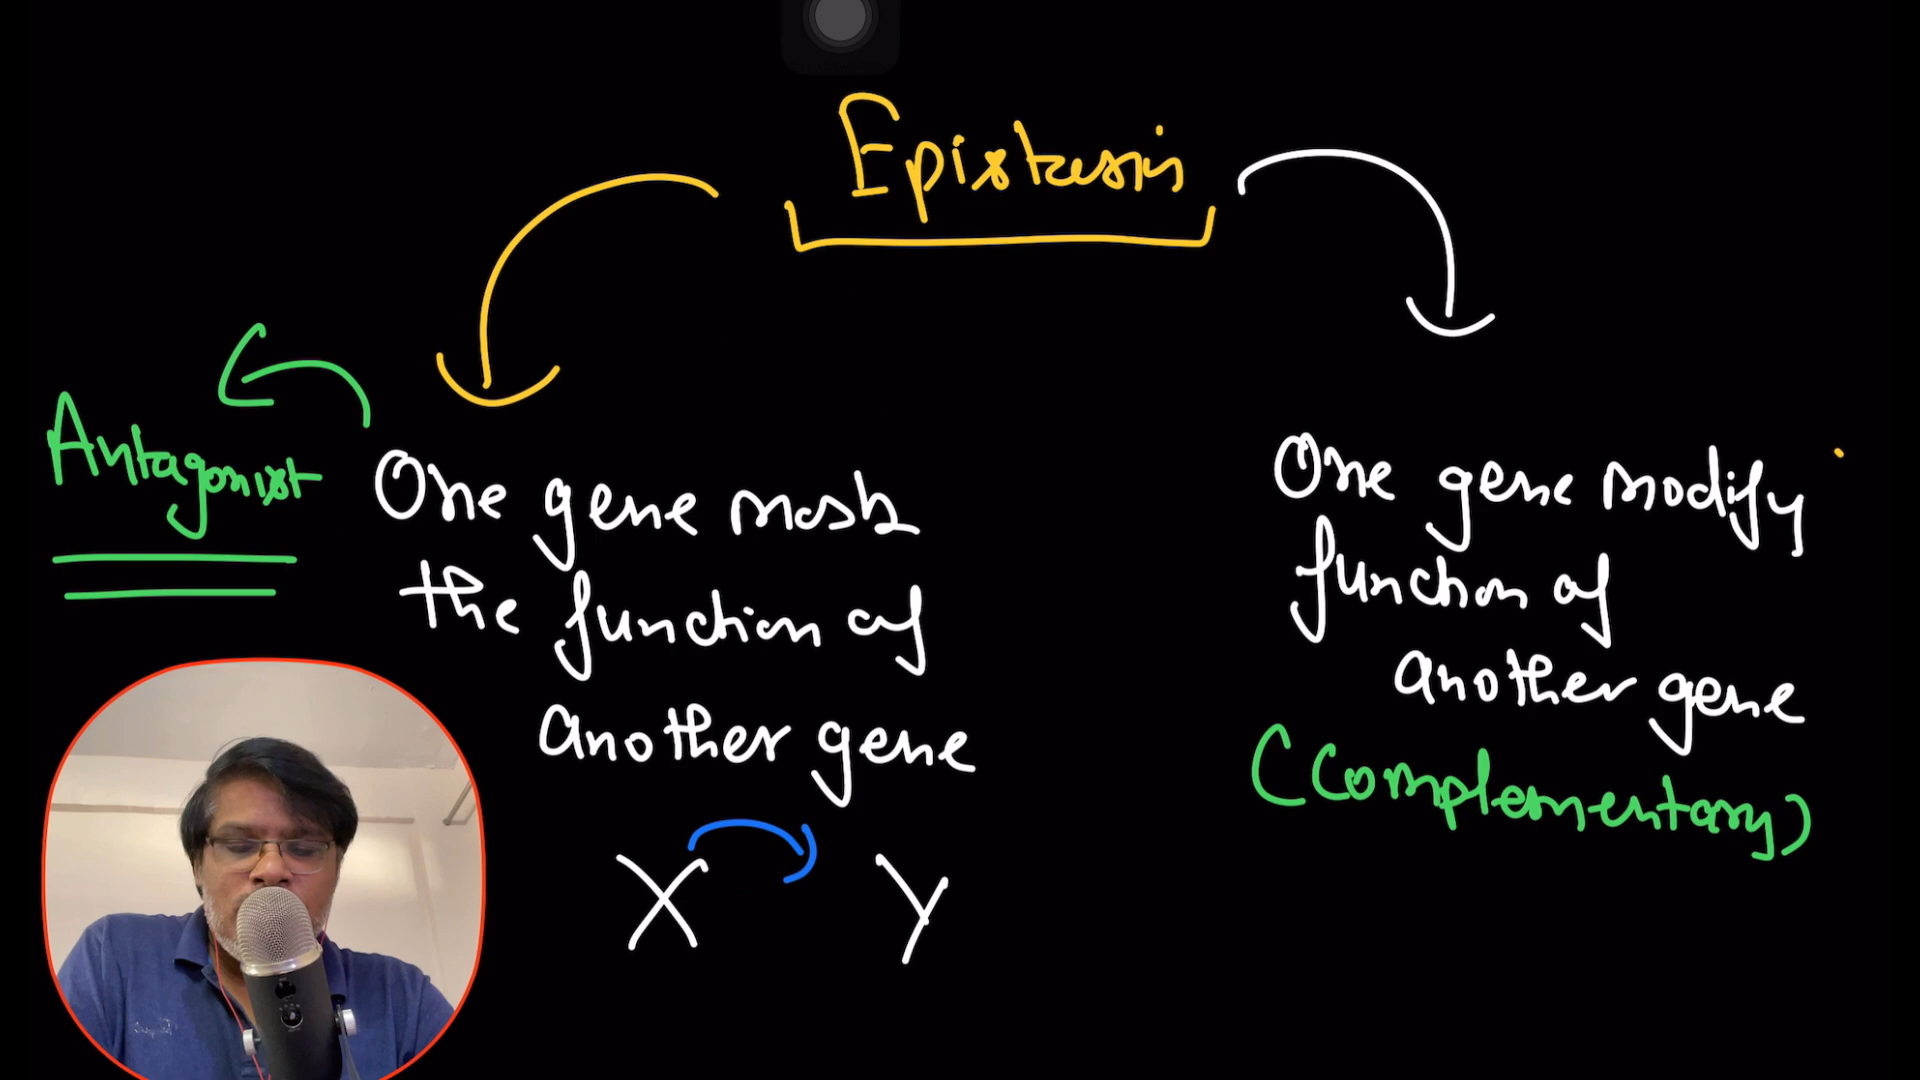 Epistasis
Antagonist
One gene mask
the function of
another gene
X Y
One gene modify
function of
another gene
(Complementary)